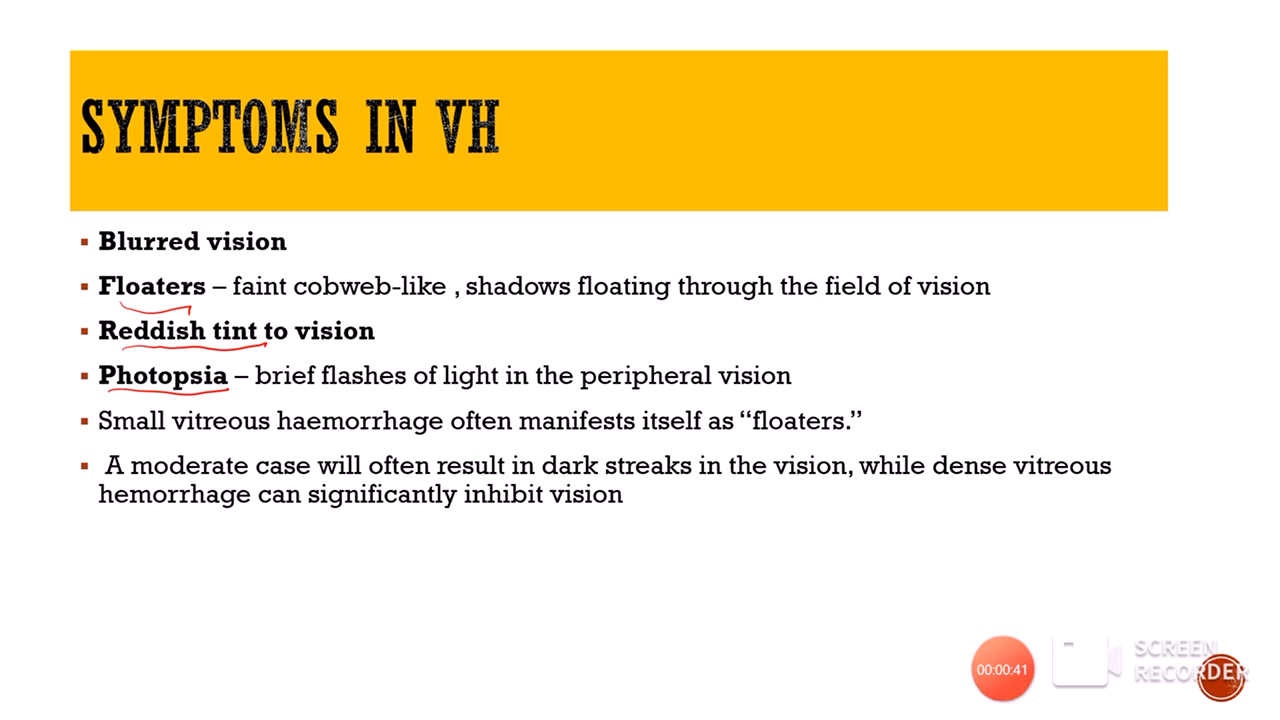 SYMPTOMS IN VH
▪ Blurred vision
▪ Floaters – faint cobweb-like , shadows floating through the field of vision
▪ Reddish tint to vision
▪ Photopsia – brief flashes of light in the peripheral vision
▪ Small vitreous haemorrhage often manifests itself as “floaters.”
▪ A moderate case will often result in dark streaks in the vision, while dense vitreous
hemorrhage can significantly inhibit vision
00:00:41
SCREEN
RECORDER